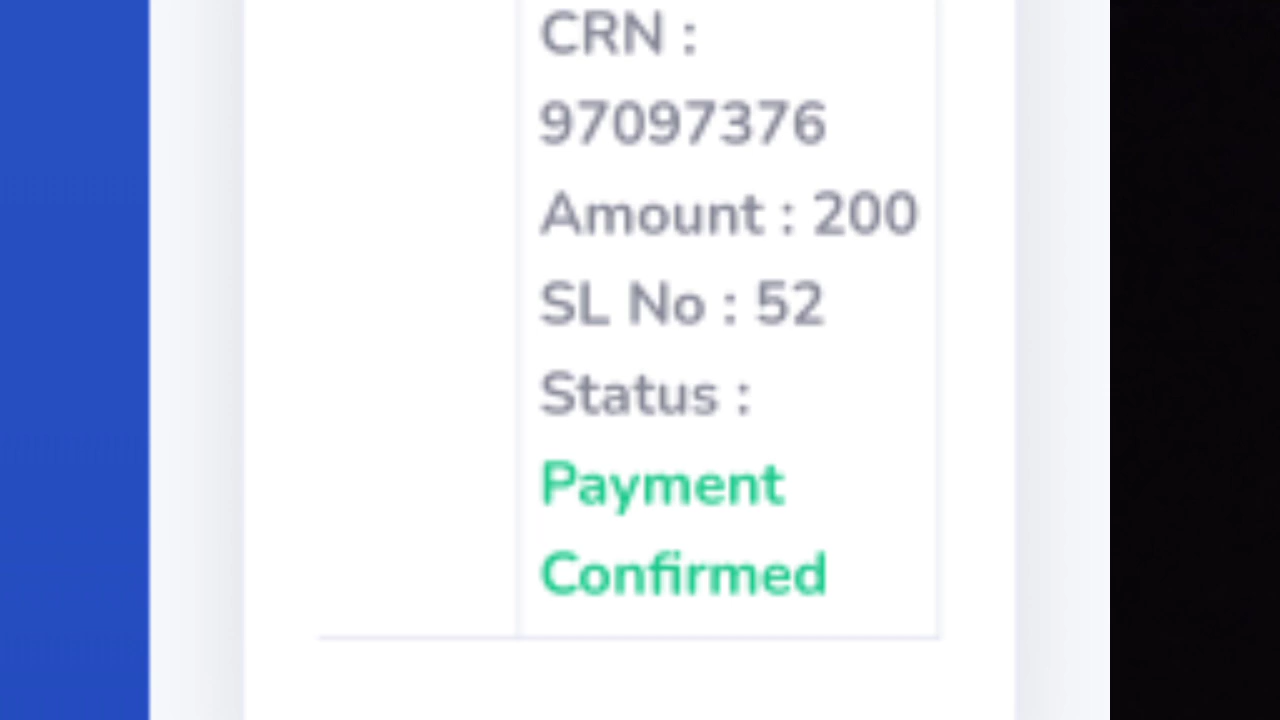 CRN :
97097376
Amount : 200
SL No : 52
Status :
Payment
Confirmed